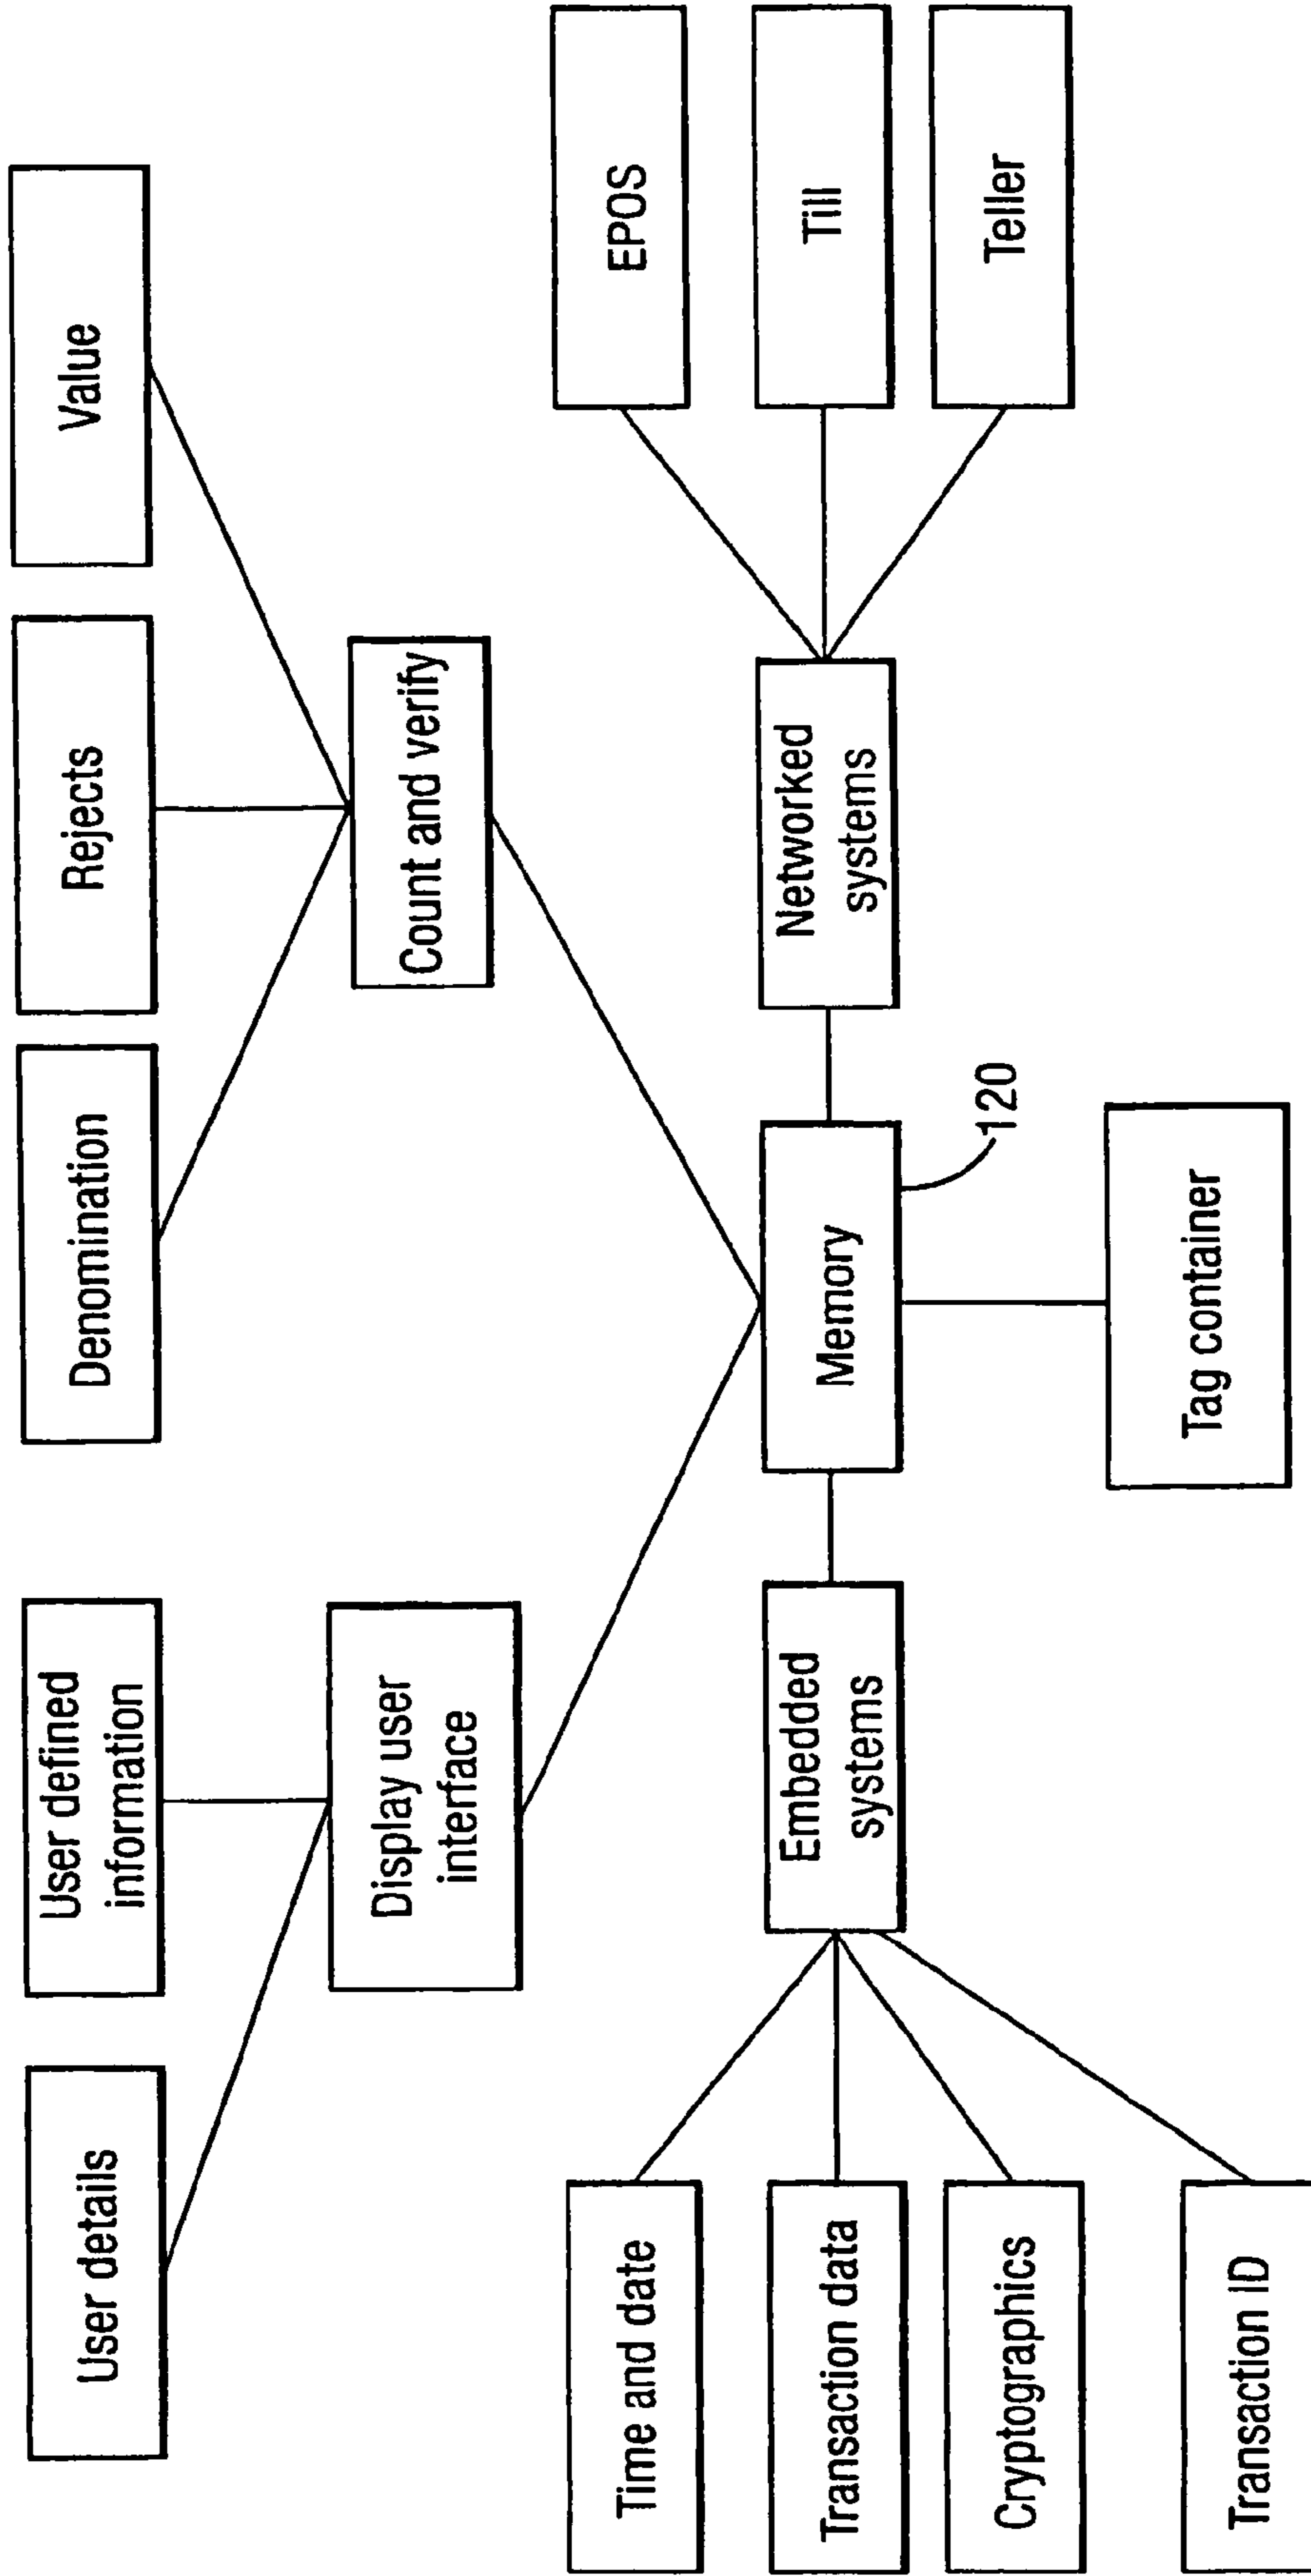 User details
User defined
information
Denomination
Rejects
Value
Display user
interface
Count and verify
Time and date
Transaction data
Cryptographics
Transaction ID
Embedded
systems
Memory
120
Networked
systems
EPOS
Till
Teller
Tag container